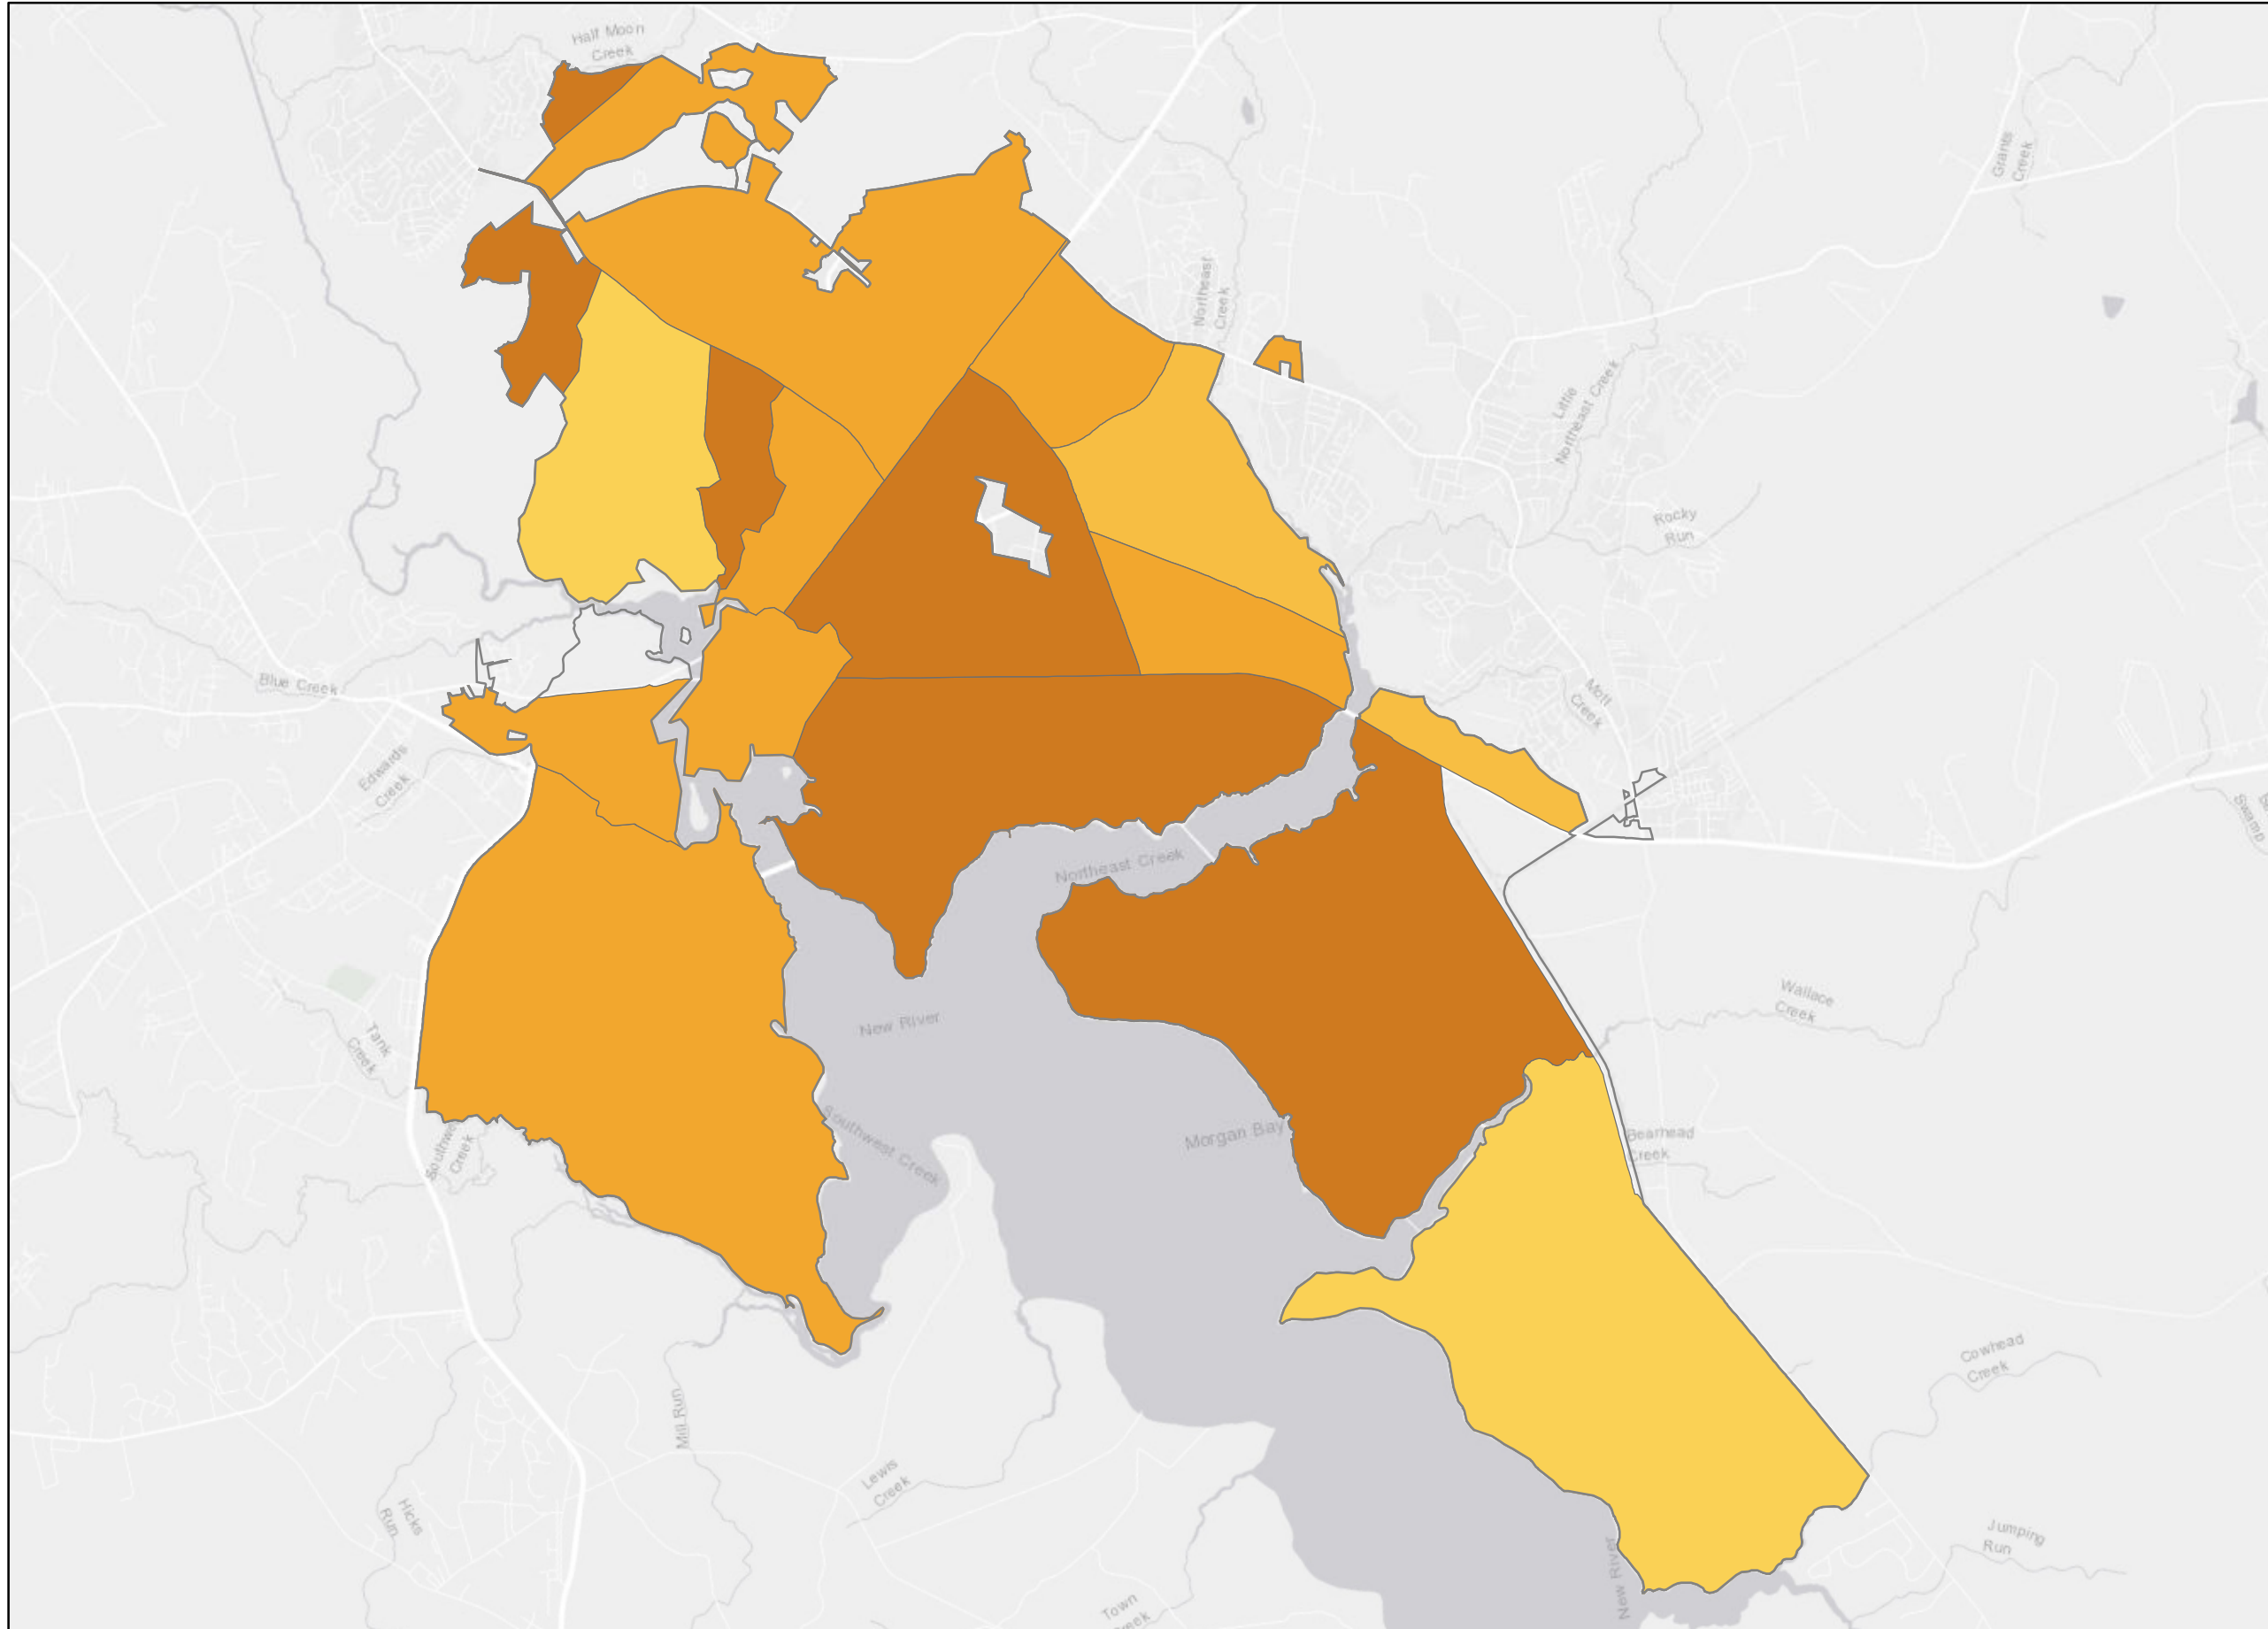 Half Moon
Creek
Grants
Creek
Northeast
Creek
Little
Northeast Creek
Rocky
Run
Blue Creek
Mott
Creek
Edwards
Creek
Swamp
Northeast Creek
Wallace
Creek
New River
Tank
Creek
Southwest Creek
Morgan Bay
Bearhead
Creek
Creek
Cowhead
Creek
Mill Run
Lewis
Creek
Hicks
Run
Jumping
Run
New River
Town